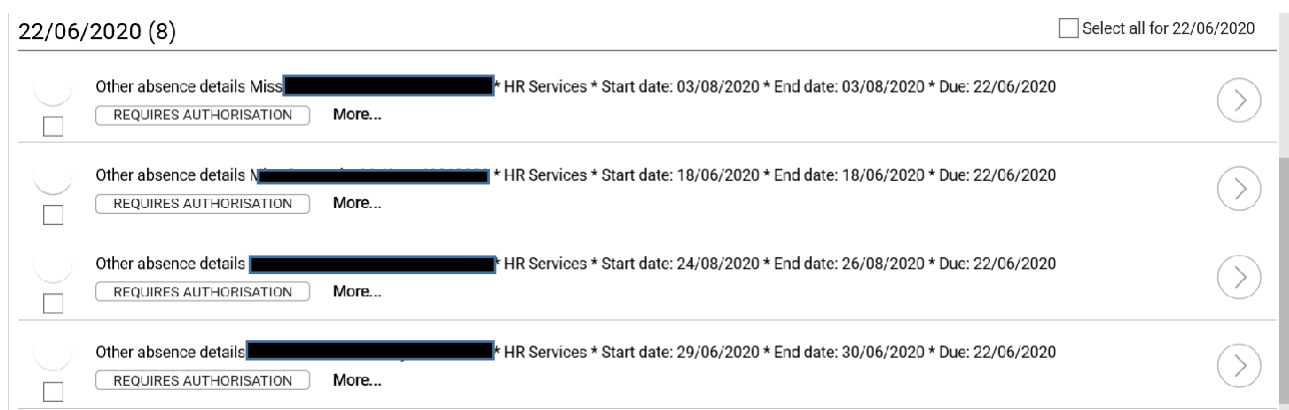 22/06/2020 (8)
Select all for 22/06/2020
Other absence details Miss * HR Services * Start date: 03/08/2020 * End date: 03/08/2020 * Due: 22/06/2020
REQUIRES AUTHORISATION More...
Other absence details * HR Services * Start date: 18/06/2020 * End date: 18/06/2020 * Due: 22/06/2020
REQUIRES AUTHORISATION More...
Other absence details * HR Services * Start date: 24/08/2020 * End date: 26/08/2020 * Due: 22/06/2020
REQUIRES AUTHORISATION More...
Other absence details * HR Services * Start date: 29/06/2020 * End date: 30/06/2020 * Due: 22/06/2020
REQUIRES AUTHORISATION More...